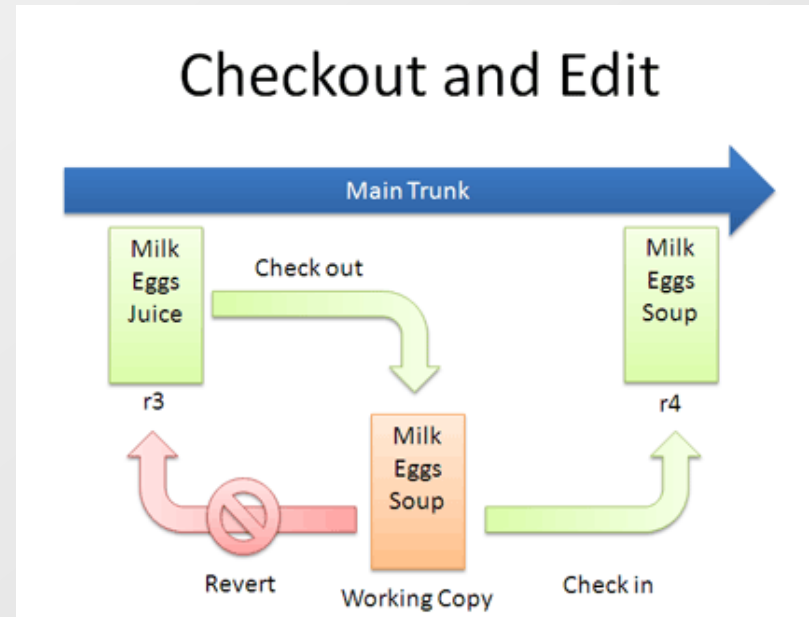 Checkout and Edit
Main Trunk
Milk
Eggs
Juice
r3
Check out
Milk
Eggs
Soup
r4
Milk
Eggs
Soup
Working Copy
Revert
Check in